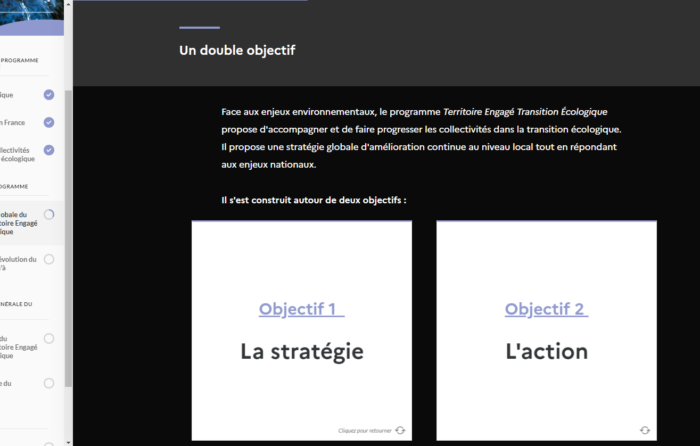 PROGRAMME
ique
n France
llectivités
écologique
OGRAMME
lobale du
toire Engagé
ique
évolution du
'à
NÉRALE DU
du
toire Engagé
ique
e du
Un double objectif
Face aux enjeux environnementaux, le programme Territoire Engagé Transition Écologique
propose d'accompagner et de faire progresser les collectivités dans la transition écologique.
Il propose une stratégie globale d'amélioration continue au niveau local tout en répondant
aux enjeux nationaux.
Il s'est construit autour de deux objectifs :
Objectif 1
La stratégie
Cliquez pour retourner
Objectif 2
L'action